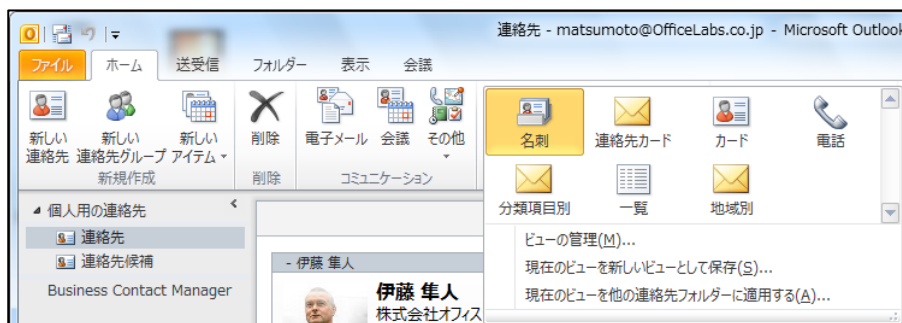 連絡先 - matsumoto@OfficeLabs.co.jp - Microsoft Outlook
ファイル ホーム 送受信 フォルダー 表示 会議
新しい 連絡先
新しい 連絡先グループ
新しい アイテム
削除
電子メール
会議
その他
新規作成
削除
コミュニケーション
名刺
連絡先カード
カード
電話
分類項目別
一覧
地域別
ビューの管理(M)...
現在のビューを新しいビューとして保存(S)...
現在のビューを他の連絡先フォルダーに適用する(A)...
個人用の連絡先
連絡先
連絡先候補
Business Contact Manager
- 伊藤 隼人
伊藤 隼人
株式会社オフィス